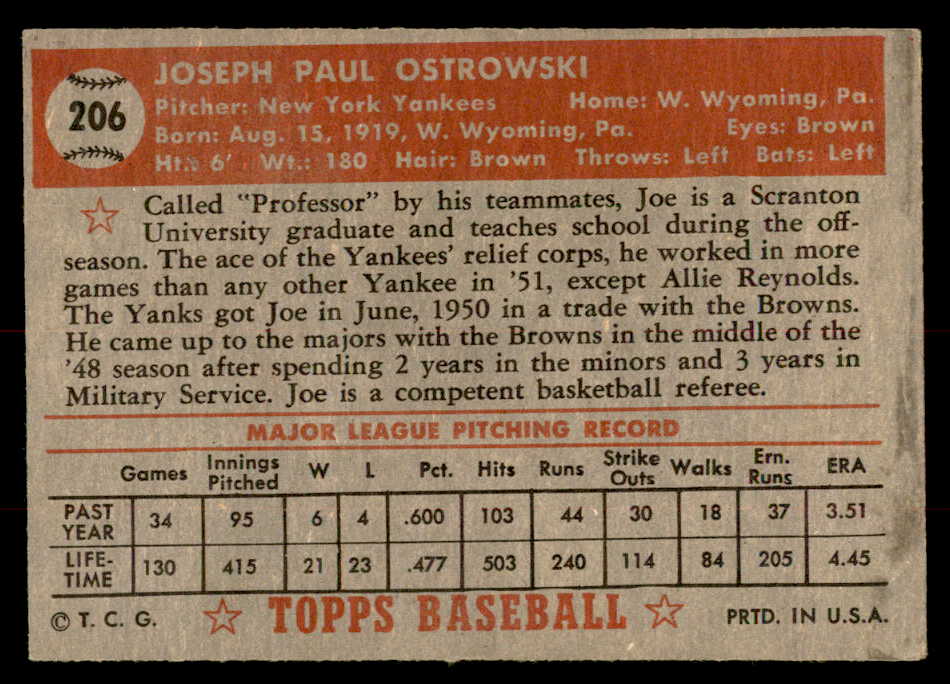 206
JOSEPH PAUL OSTROWSKI
Pitcher: New York Yankees Home: W. Wyoming, Pa.
Born: Aug. 15, 1919, W. Wyoming, Pa. Eyes: Brown
Ht.: 6' Wt.: 180 Hair: Brown Throws: Left Bats: Left
Called "Professor" by his teammates, Joe is a Scranton
University graduate and teaches school during the off-
season. The ace of the Yankees' relief corps, he worked in more
games than any other Yankee in '51, except Allie Reynolds.
The Yanks got Joe in June, 1950 in a trade with the Browns.
He came up to the majors with the Browns in the middle of the
'48 season after spending 2 years in the minors and 3 years in
Military Service. Joe is a competent basketball referee.
MAJOR LEAGUE PITCHING RECORD
Games Innings Pitched W L Pct. Hits Runs Strike Outs Walks Ern. Runs ERA
PAST YEAR 34 95 6 4 .600 103 44 30 18 37 3.51
LIFE-TIME 130 415 21 23 .477 503 240 114 84 205 4.45
© T. C. G. TOPPS BASEBALL PRTD. IN U.S.A.